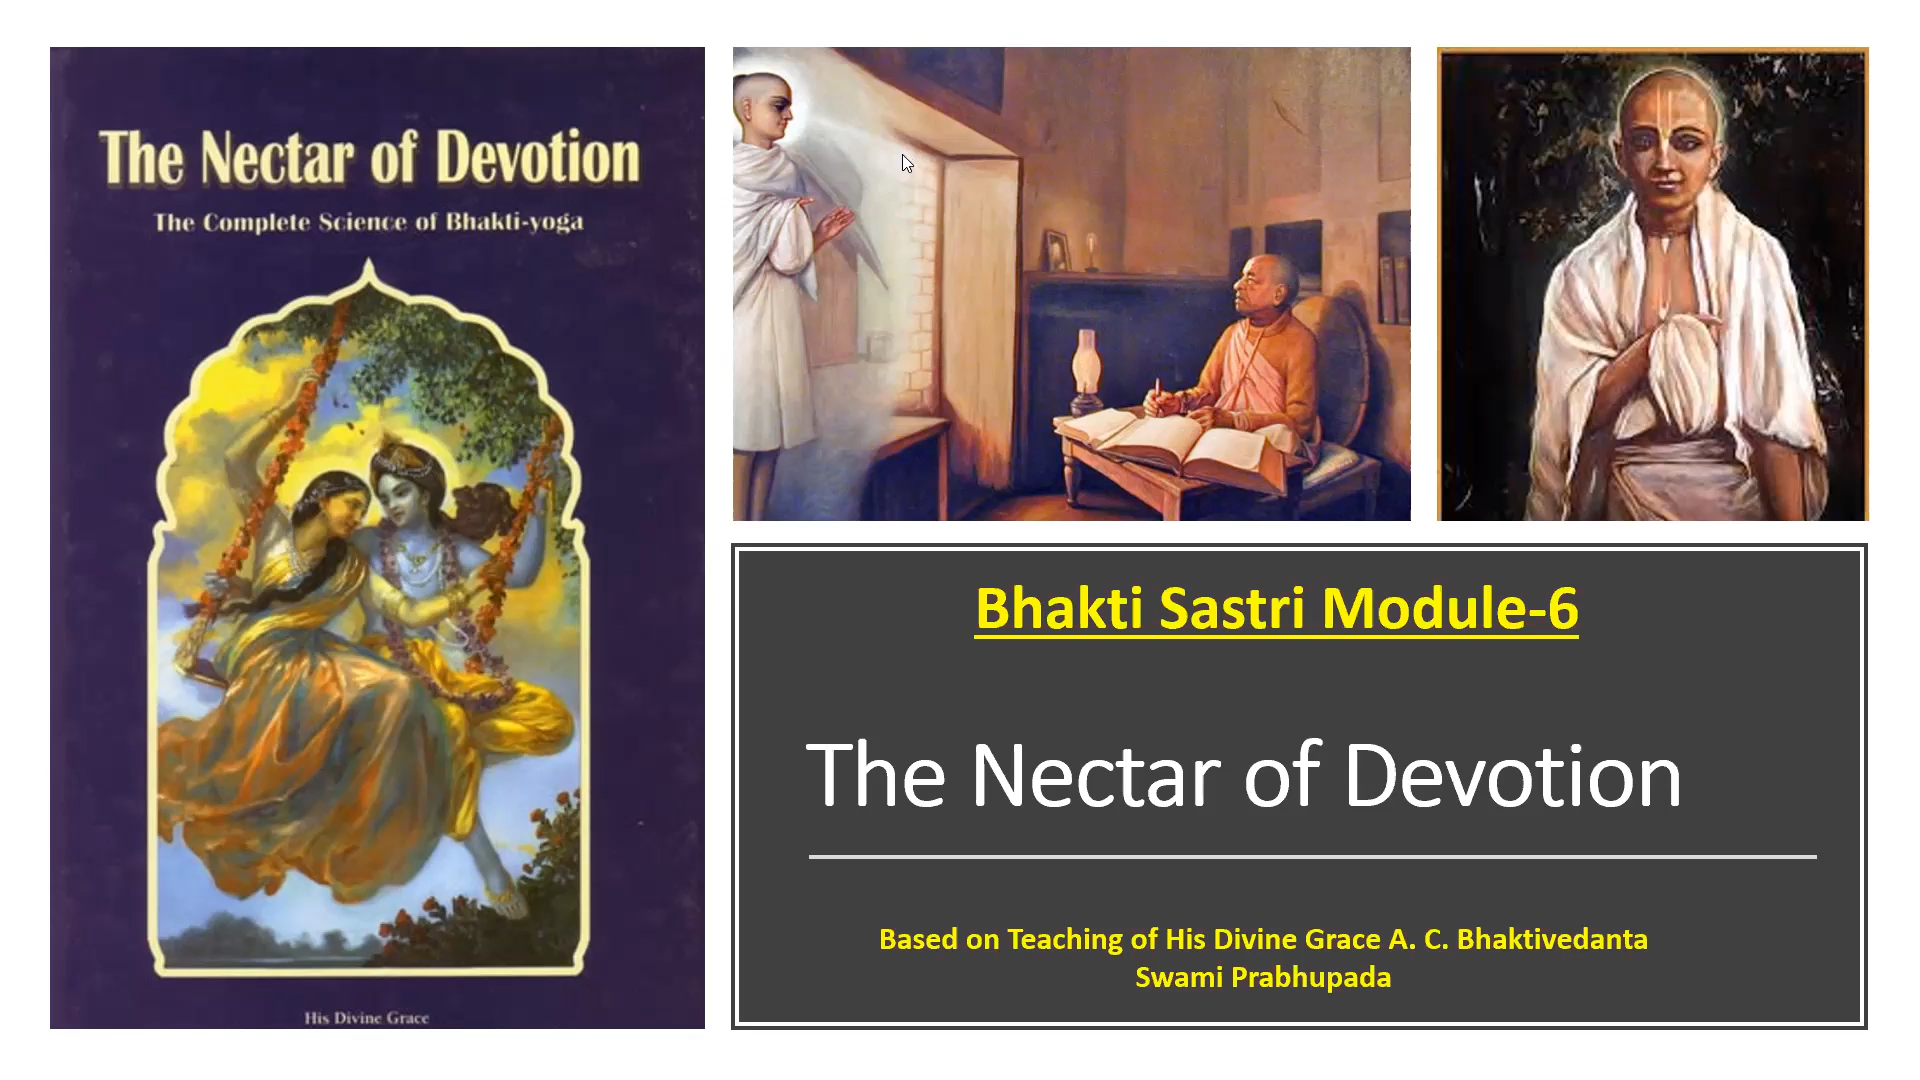 The Nectar of Devotion
The Complete Science of Bhakti-yoga
His Divine Grace
Bhakti Sastri Module-6
The Nectar of Devotion
Based on Teaching of His Divine Grace A. C. Bhaktivedanta
Swami Prabhupada